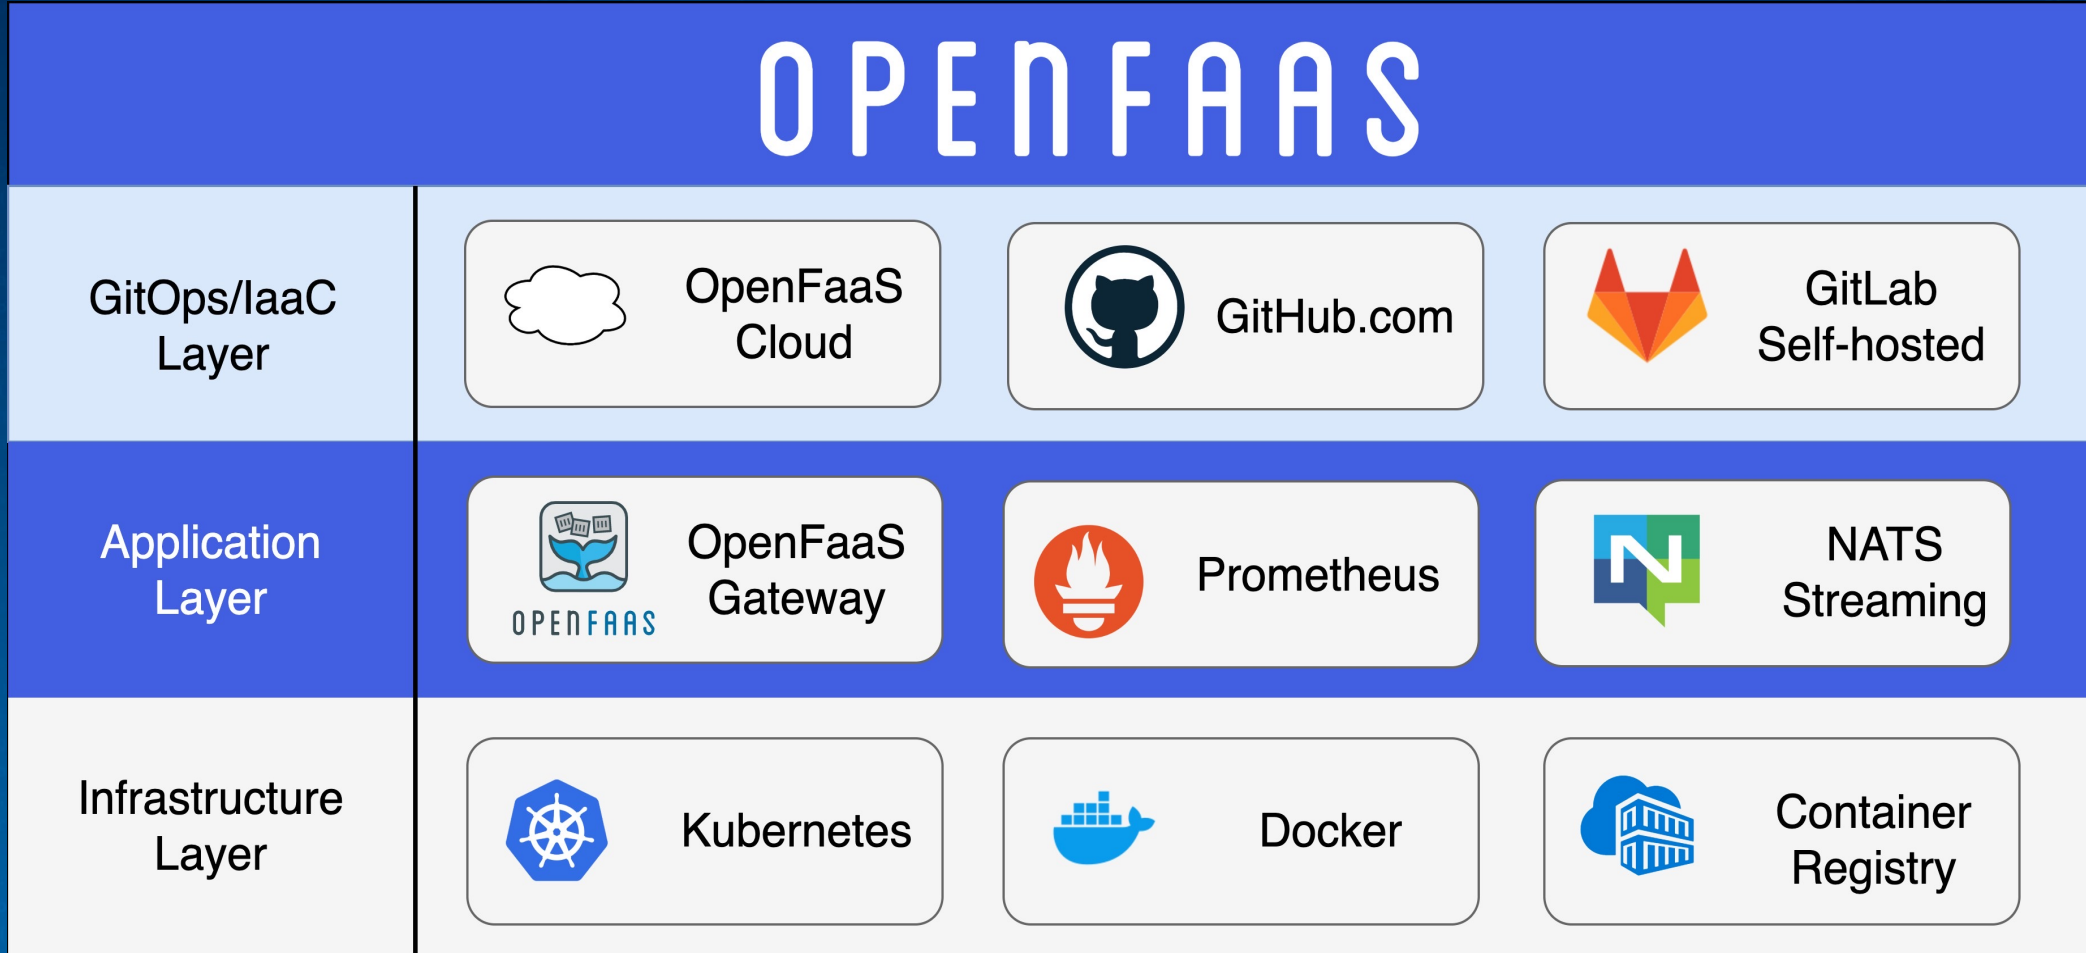 OPENFAAS
GitOps/IaaC
Layer
OpenFaaS
Cloud
GitHub.com
GitLab
Self-hosted
Application
Layer
OPENFAAS
OpenFaaS
Gateway
Prometheus
N
NATS
Streaming
Infrastructure
Layer
Kubernetes
Docker
Container
Registry